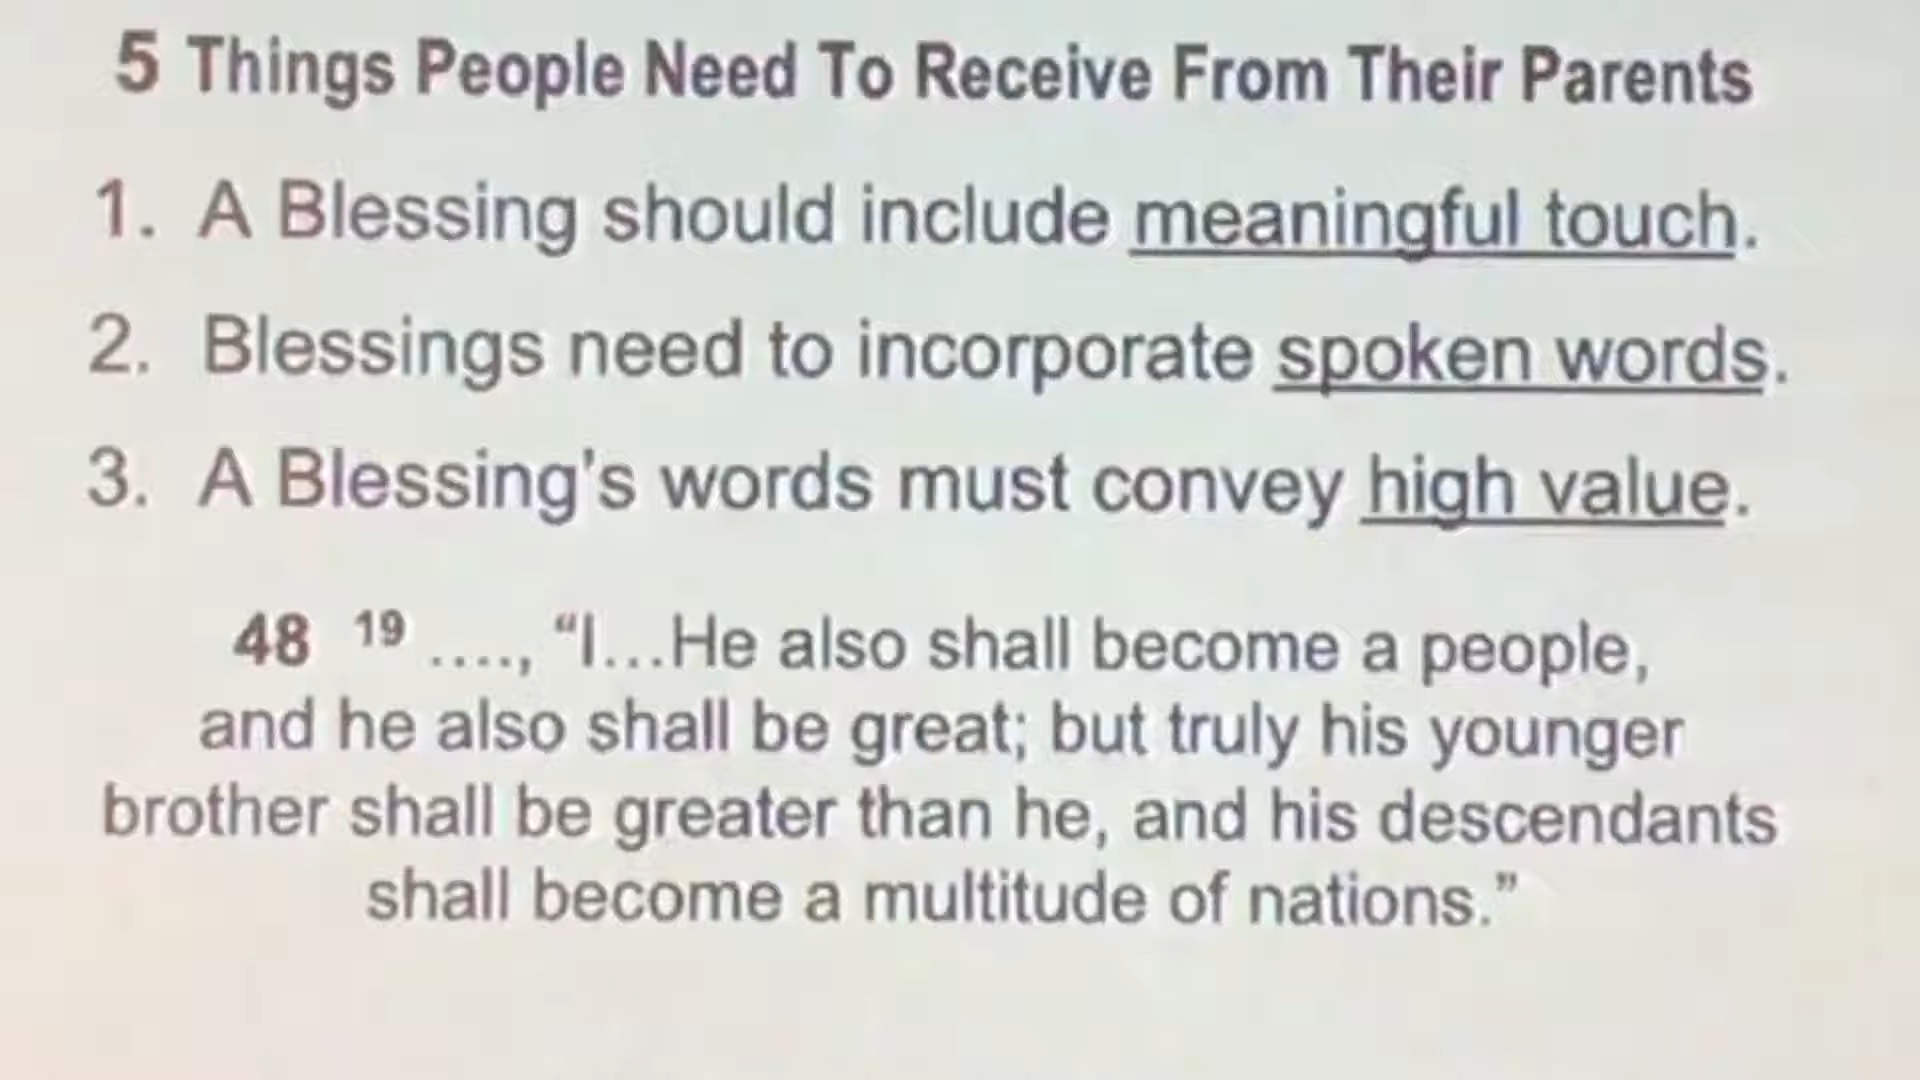 5 Things People Need To Receive From Their Parents
1. A Blessing should include meaningful touch.
2. Blessings need to incorporate spoken words.
3. A Blessing's words must convey high value.
48 19 ...., “I...He also shall become a people,
and he also shall be great; but truly his younger
brother shall be greater than he, and his descendants
shall become a multitude of nations.”